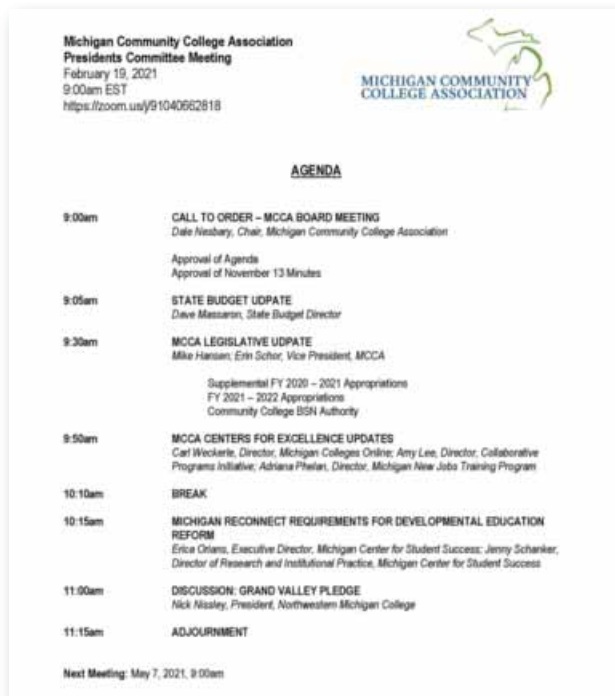 Michigan Community College Association
Presidents Committee Meeting
February 19, 2021
9:00am EST
https://zoom.us/j/91040662818
MICHIGAN COMMUNITY
COLLEGE ASSOCIATION
AGENDA
9:00am CALL TO ORDER – MCCA BOARD MEETING
Dale Nesbary, Chair, Michigan Community College Association
Approval of Agenda
Approval of November 13 Minutes
9:05am STATE BUDGET UDPATE
Dave Massaron, State Budget Director
9:30am MCCA LEGISLATIVE UDPATE
Mike Hansen; Erin Schor, Vice President, MCCA
Supplemental FY 2020 – 2021 Appropriations
FY 2021 – 2022 Appropriations
Community College BSN Authority
9:50am MCCA CENTERS FOR EXCELLENCE UPDATES
Carl Weckerle, Director, Michigan Colleges Online; Amy Lee, Director, Collaborative
Programs Initiative; Adriana Phelan, Director, Michigan New Jobs Training Program
10:10am BREAK
10:15am MICHIGAN RECONNECT REQUIREMENTS FOR DEVELOPMENTAL EDUCATION
REFORM
Erica Orians, Executive Director, Michigan Center for Student Success; Jenny Schanker,
Director of Research and Institutional Practice, Michigan Center for Student Success
11:00am DISCUSSION: GRAND VALLEY PLEDGE
Nick Nissley, President, Northwestern Michigan College
11:15am ADJOURNMENT
Next Meeting: May 7, 2021, 9:00am